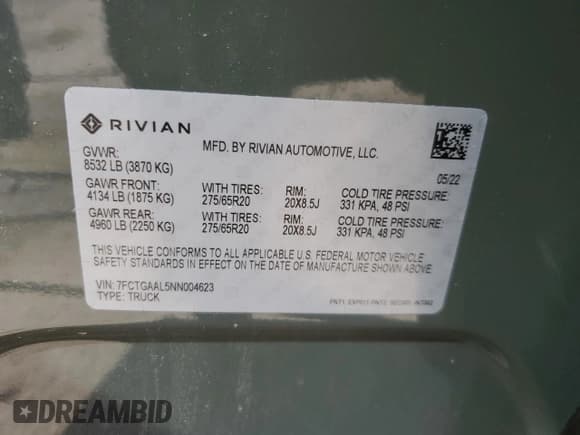 RIVIAN
MFD. BY RIVIAN AUTOMOTIVE, LLC.
GVWR:
8532 LB (3870 KG)
05/22
GAWR FRONT: WITH TIRES: RIM: COLD TIRE PRESSURE:
4134 LB (1875 KG) 275/65R20 20X8.5J 331 KPA, 48 PSI
GAWR REAR: WITH TIRES: RIM: COLD TIRE PRESSURE:
4960 LB (2250 KG) 275/65R20 20X8.5J 331 KPA, 48 PSI
THIS VEHICLE CONFORMS TO ALL APPLICABLE U.S. FEDERAL MOTOR VEHICLE
SAFETY STANDARDS IN EFFECT ON THE DATE OF MANUFACTURE SHOWN ABOVE.
VIN: 7FCTGAAL5NN004623
TYPE: TRUCK
DREAMBID